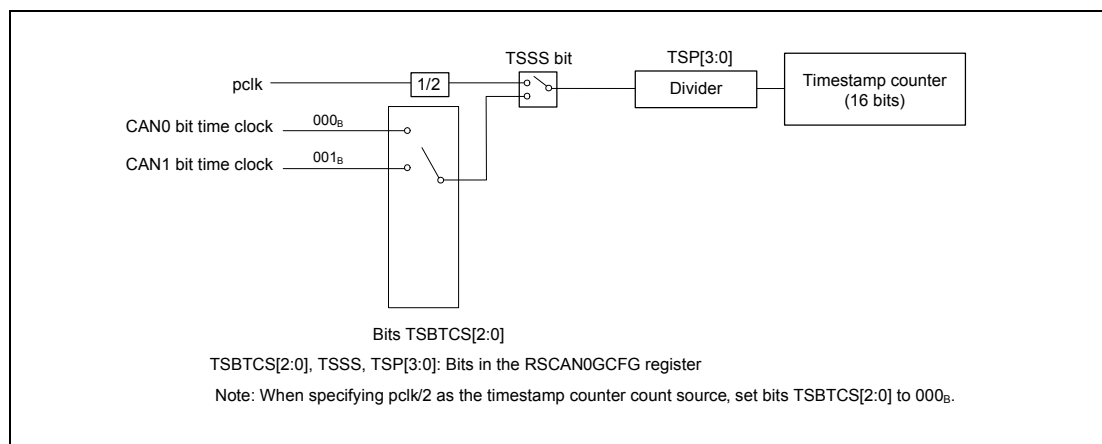 TSSS bit
TSP[3:0]
pclk
1/2
Divider
Timestamp counter
(16 bits)
CAN0 bit time clock
000B
CAN1 bit time clock
001B
Bits TSBTCS[2:0]
TSBTCS[2:0], TSSS, TSP[3:0]: Bits in the RSCAN0GCFG register
Note: When specifying pclk/2 as the timestamp counter count source, set bits TSBTCS[2:0] to 000B.